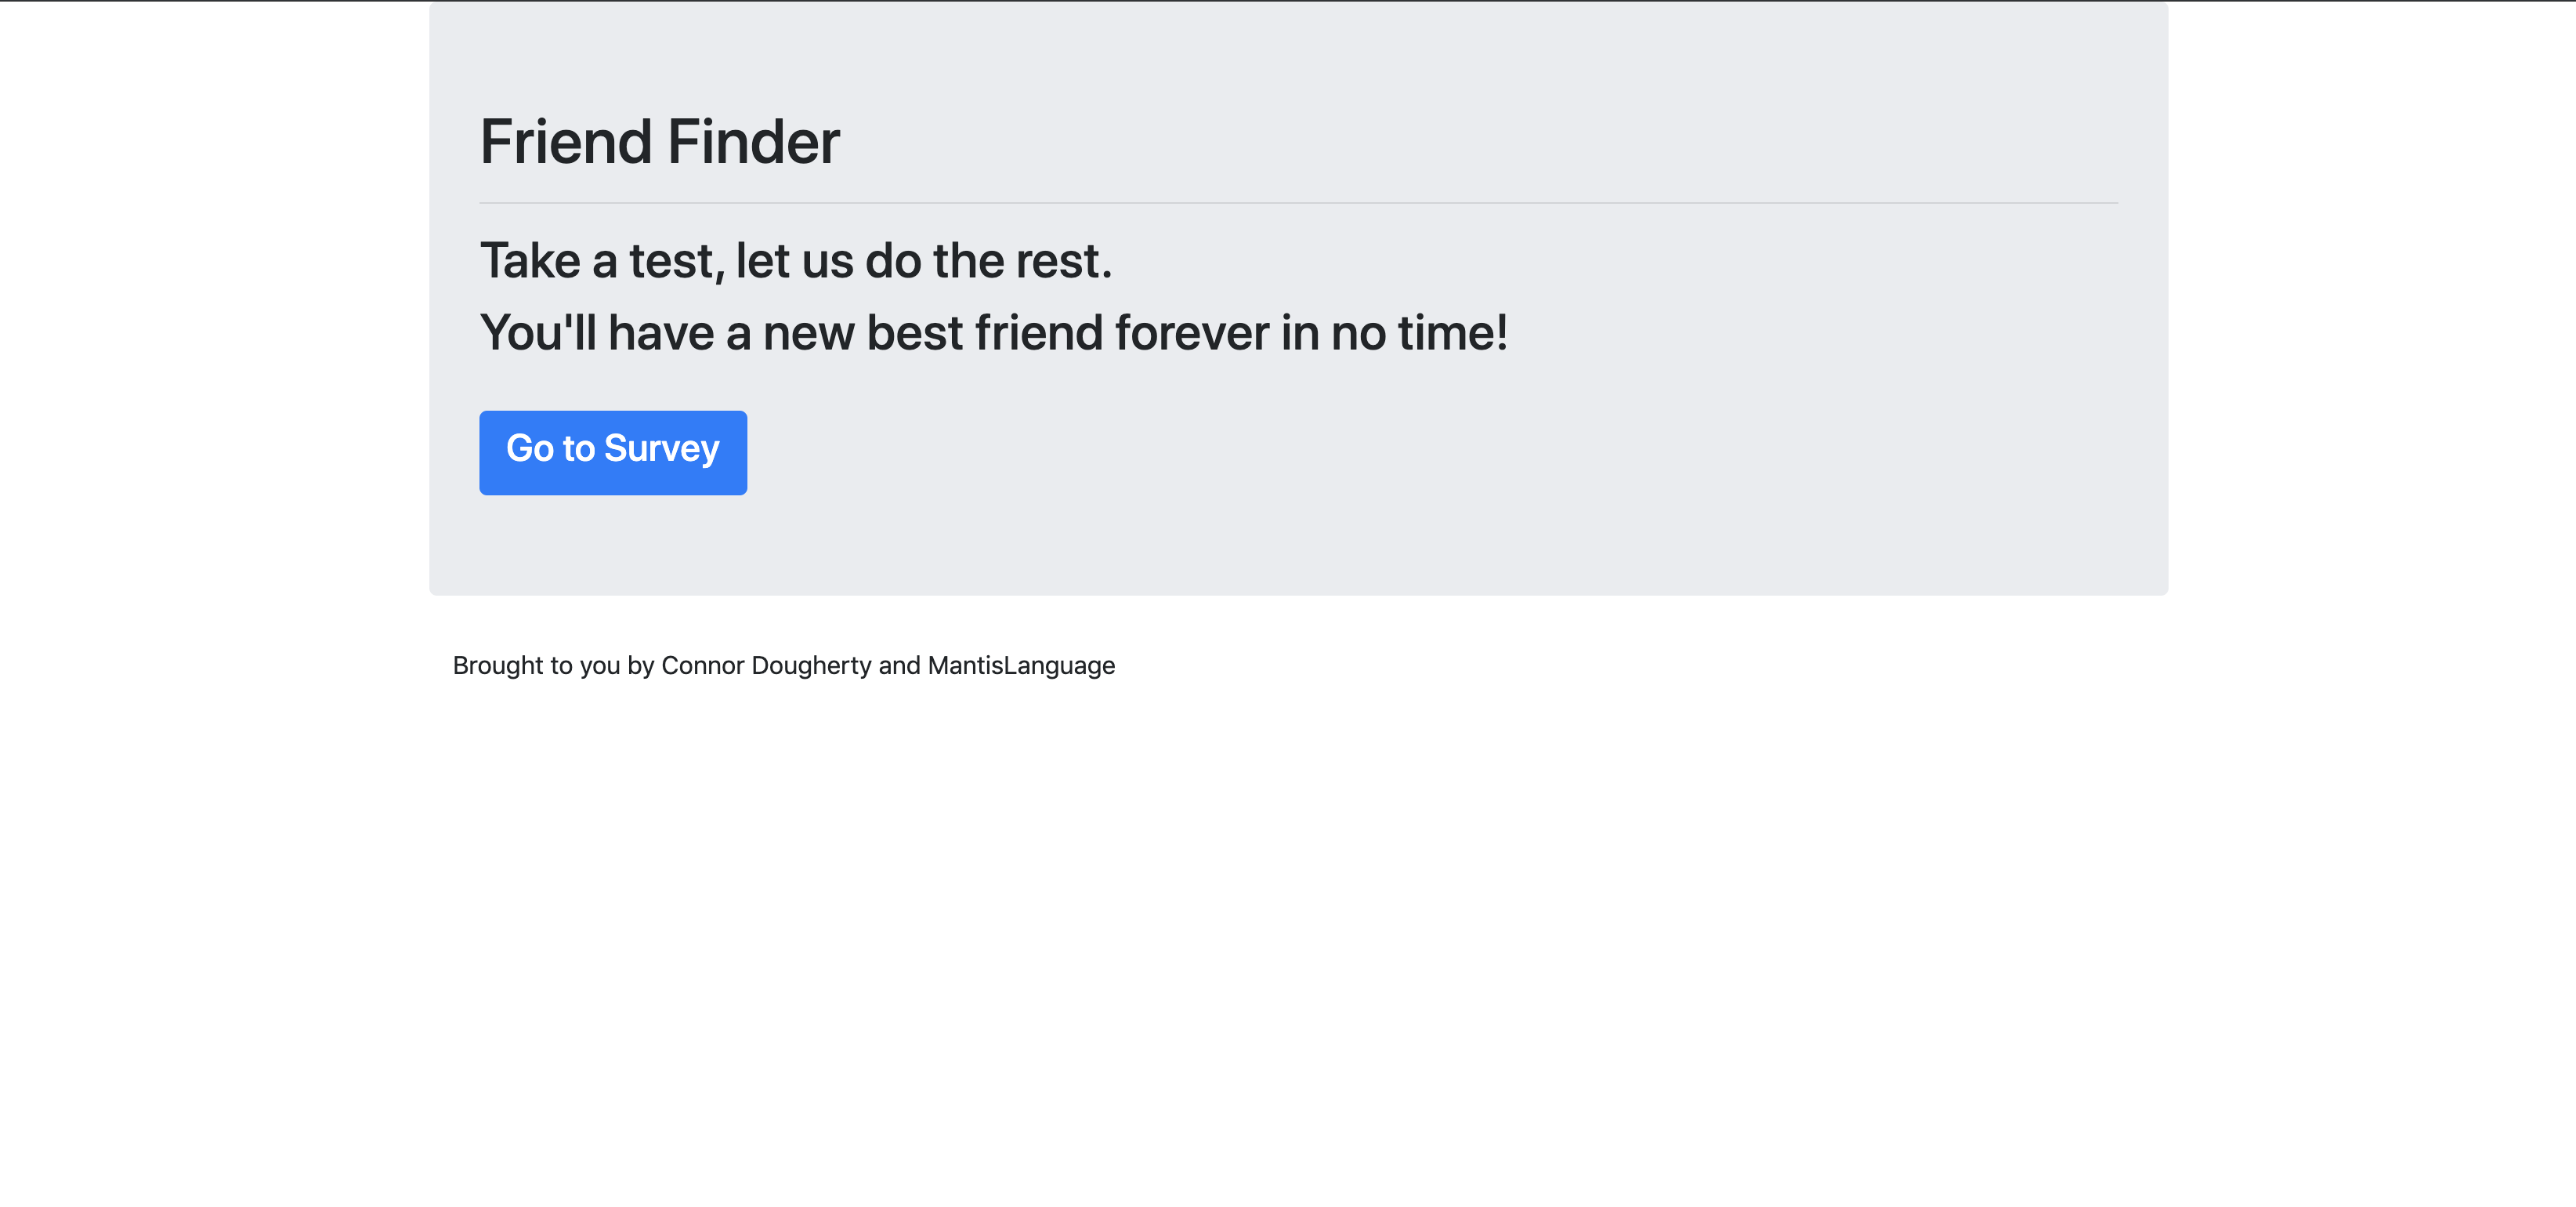 Friend Finder
Take a test, let us do the rest.
You'll have a new best friend forever in no time!
Go to Survey
Brought to you by Connor Dougherty and MantisLanguage